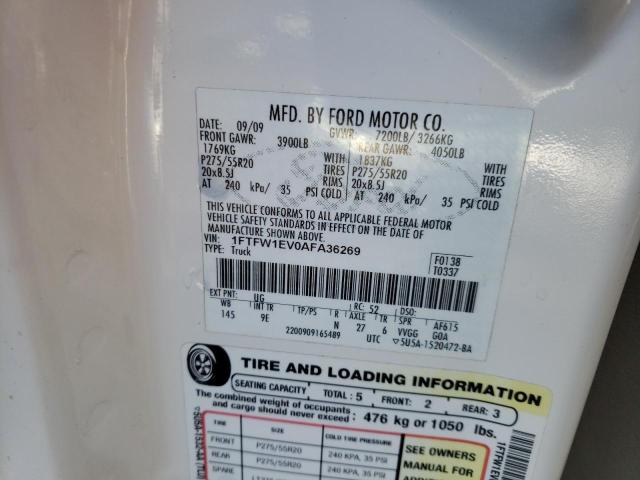 MFD. BY FORD MOTOR CO.
DATE: 09/09 GVWR: 7200LB/ 3266KG
FRONT GAWR: 3900LB REAR GAWR: 4050LB
1769KG WITH 1837KG WITH
P275/55R20 TIRES P275/55R20 TIRES
20x8.5J RIMS 20x8.5J RIMS
AT 240 kPa/ 35 PSI COLD AT 240 kPa/ 35 PSI COLD
THIS VEHICLE CONFORMS TO ALL APPLICABLE FEDERAL MOTOR
VEHICLE SAFETY STANDARDS IN EFFECT ON THE DATE OF
MANUFACTURE SHOWN ABOVE.
VIN: 1FTFW1EV0AFA36269
TYPE: Truck
F0138
T0337
EXT PNT: UG RC: 52 DSO:
WB INT TR TP/PS R AXLE TR SPR AF615
145 9E N 27 6 VVGG GOA
2200909165489 UTC ▽5U5A-1520472-BA
TIRE AND LOADING INFORMATION
SEATING CAPACITY TOTAL: 5 FRONT: 2 REAR: 3
The combined weight of occupants
and cargo should never exceed: 476 kg or 1050 lbs.
TIRE SIZE COLD TIRE PRESSURE
FRONT P275/55R20 240 KPA, 35 PSI
REAR P275/55R20 240 KPA, 35 PSI
SPARE 240 KPA, 35 PSI
SEE OWNERS
MANUAL FOR
1FTFW1EV